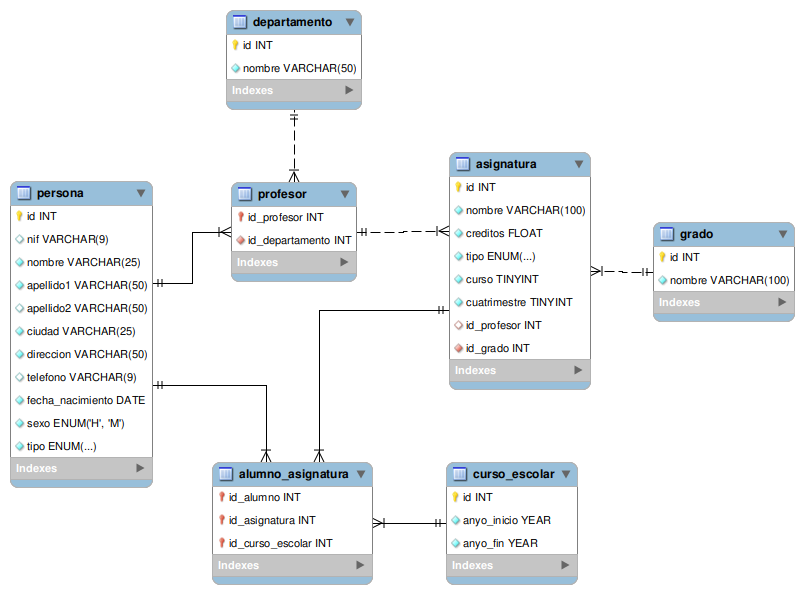 departamento
id INT
nombre VARCHAR(50)
Indexes
persona
id INT
nif VARCHAR(9)
nombre VARCHAR(25)
apellido1 VARCHAR(50)
apellido2 VARCHAR(50)
ciudad VARCHAR(25)
direccion VARCHAR(50)
telefono VARCHAR(9)
fecha_nacimiento DATE
sexo ENUM('H', 'M')
tipo ENUM(...)
Indexes
profesor
id_profesor INT
id_departamento INT
Indexes
asignatura
id INT
nombre VARCHAR(100)
creditos FLOAT
tipo ENUM(...)
curso TINYINT
cuatrimestre TINYINT
id_profesor INT
id_grado INT
Indexes
grado
id INT
nombre VARCHAR(100)
Indexes
alumno_asignatura
id_alumno INT
id_asignatura INT
id_curso_escolar INT
Indexes
curso_escolar
id INT
anyo_inicio YEAR
anyo_fin YEAR
Indexes